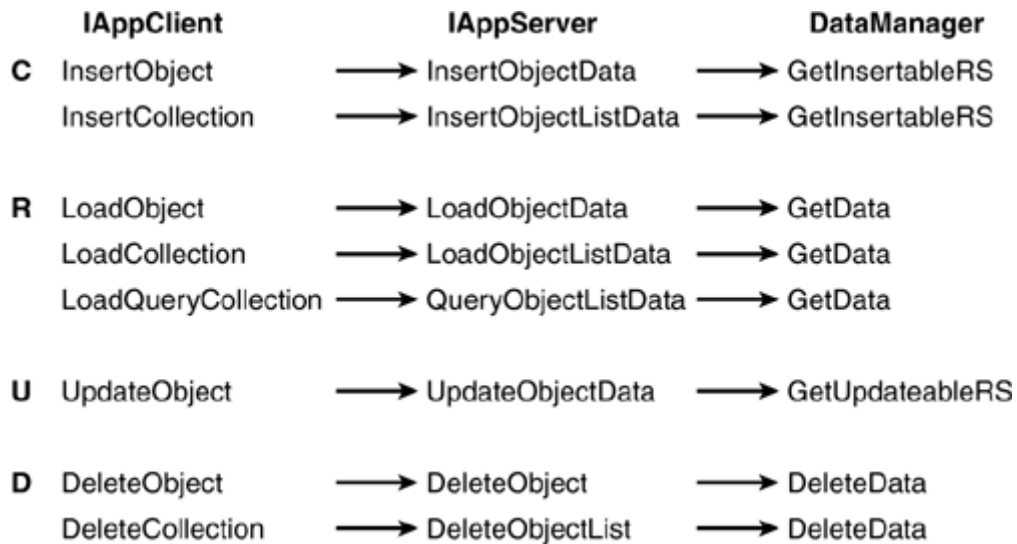 IAppClient IAppServer DataManager
C InsertObject InsertObjectData GetInsertableRS
InsertCollection InsertObjectListData GetInsertableRS
R LoadObject LoadObjectData GetData
LoadCollection LoadObjectListData GetData
LoadQueryCollection QueryObjectListData GetData
U UpdateObject UpdateObjectData GetUpdateableRS
D DeleteObject DeleteObject DeleteData
DeleteCollection DeleteObjectList DeleteData